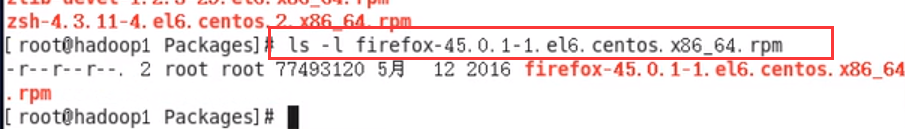 zsh-4.3.11-4.el6.centos.2.x86_64.rpm
[root@hadoop1 Packages]# ls -l firefox-45.0.1-1.el6.centos.x86_64.rpm
-r--r--r--. 2 root root 77493120 5月  12 2016 firefox-45.0.1-1.el6.centos.x86_64
.rpm
[root@hadoop1 Packages]#